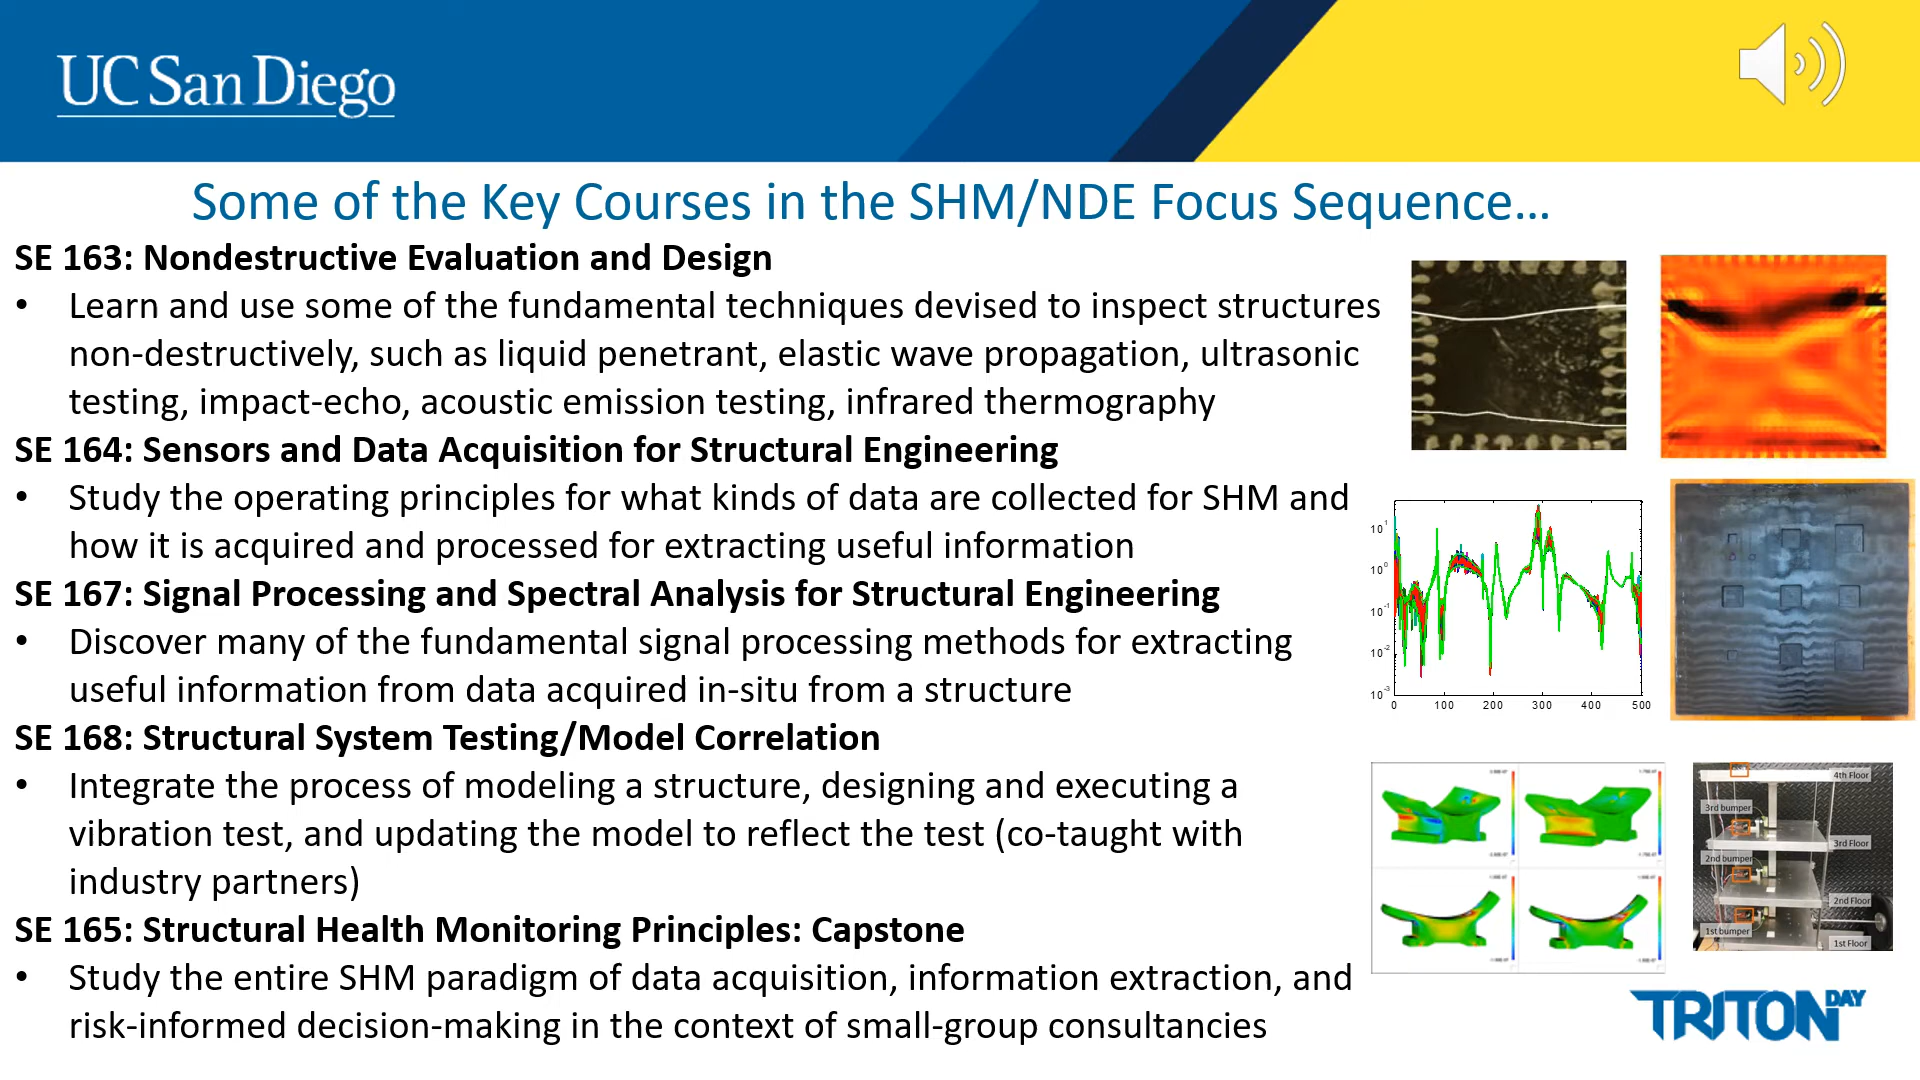 UC San Diego
Some of the Key Courses in the SHM/NDE Focus Sequence...
SE 163: Nondestructive Evaluation and Design
• Learn and use some of the fundamental techniques devised to inspect structures
non-destructively, such as liquid penetrant, elastic wave propagation, ultrasonic
testing, impact-echo, acoustic emission testing, infrared thermography
SE 164: Sensors and Data Acquisition for Structural Engineering
• Study the operating principles for what kinds of data are collected for SHM and
how it is acquired and processed for extracting useful information
SE 167: Signal Processing and Spectral Analysis for Structural Engineering
• Discover many of the fundamental signal processing methods for extracting
useful information from data acquired in-situ from a structure
SE 168: Structural System Testing/Model Correlation
• Integrate the process of modeling a structure, designing and executing a
vibration test, and updating the model to reflect the test (co-taught with
industry partners)
SE 165: Structural Health Monitoring Principles: Capstone
• Study the entire SHM paradigm of data acquisition, information extraction, and
risk-informed decision-making in the context of small-group consultancies
10^1
10^0
10^-1
10^-2
10^-3
0 100 200 300 400 500
4th Floor
3rd bumper
3rd Floor
2nd bumper
2nd Floor
1st bumper
1st Floor
TRITON DAY